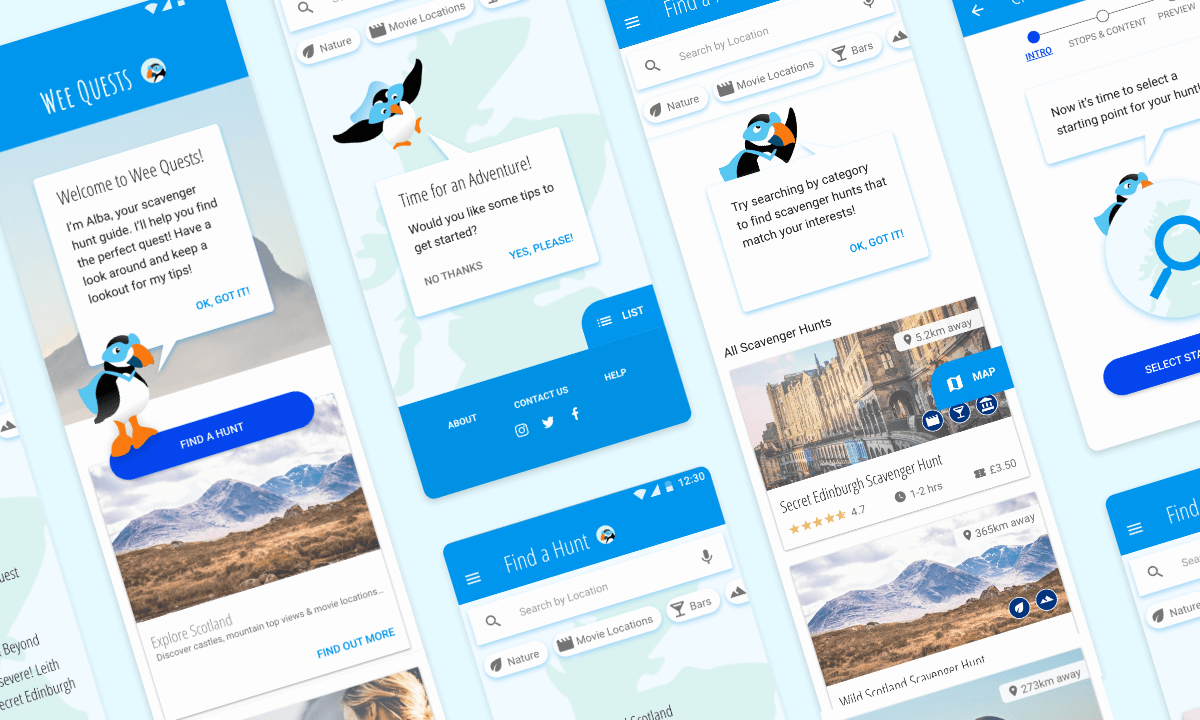 WEE QUESTS
Welcome to Wee Quests!
I'm Alba, your scavenger
hunt guide. I'll help you find
the perfect quest! Have a
look around and keep a
lookout for my tips!
OK, GOT IT!
FIND A HUNT
Explore Scotland
Discover castles, mountain top views & movie locations...
FIND OUT MORE
Beyond
severe! Leith
Secret Edinburgh
Nature
Movie Locations
Time for an Adventure!
Would you like some tips to
get started?
NO THANKS
YES, PLEASE!
LIST
ABOUT
CONTACT US
HELP
12:30
Find a Hunt
Search by Location
Nature
Movie Locations
Bars
Scotland
Find a
Search by Location
Nature
Movie Locations
Bars
Try searching by category
to find scavenger hunts that
match your interests!
OK, GOT IT!
All Scavenger Hunts
5.2km away
MAP
Secret Edinburgh Scavenger Hunt
4.7
1-2 hrs
£3.50
365km away
Wild Scotland Scavenger Hunt
273km away
INTRO
STOPS & CONTENT
PREVIEW
Now it's time to select a
starting point for your hunt!
SELECT
Find
Nature